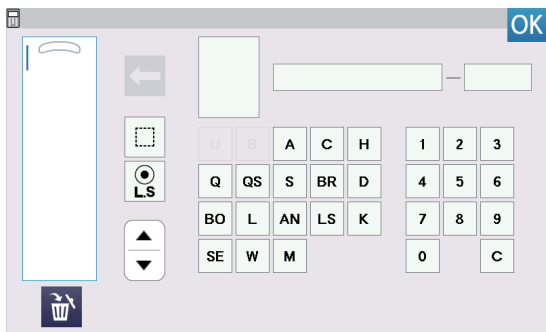 OK
U B A C H 1 2 3
L.S
Q QS S BR D 4 5 6
BO L AN LS K 7 8 9
SE W M 0 C